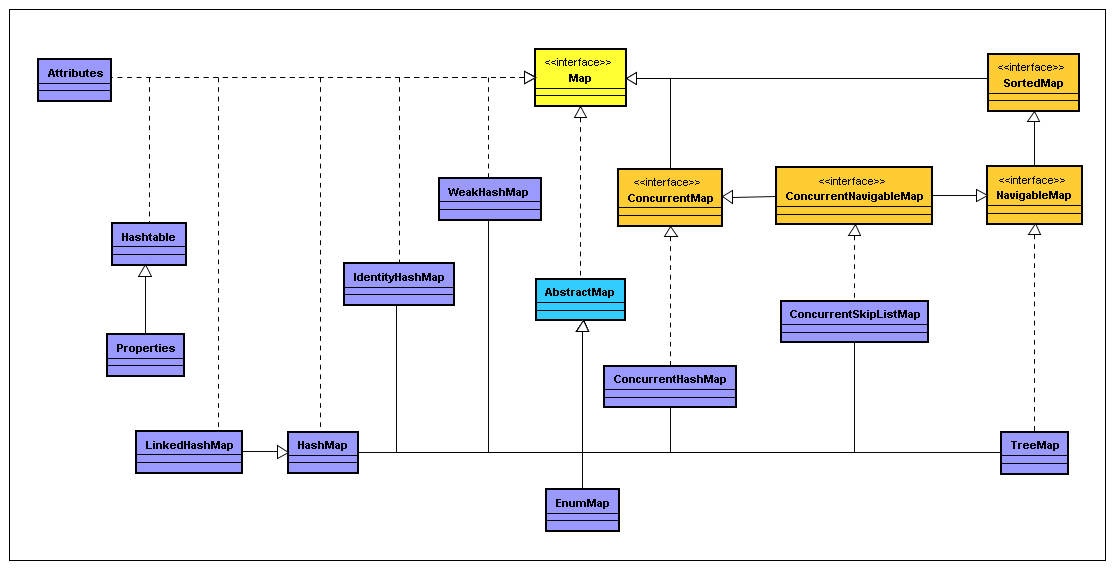 <<interface>>
Map
<<interface>>
SortedMap
Attributes
<<interface>>
ConcurrentMap
<<interface>>
ConcurrentNavigableMap
<<interface>>
NavigableMap
WeakHashMap
Hashtable
IdentityHashMap
AbstractMap
ConcurrentSkipListMap
Properties
ConcurrentHashMap
LinkedHashMap
HashMap
TreeMap
EnumMap